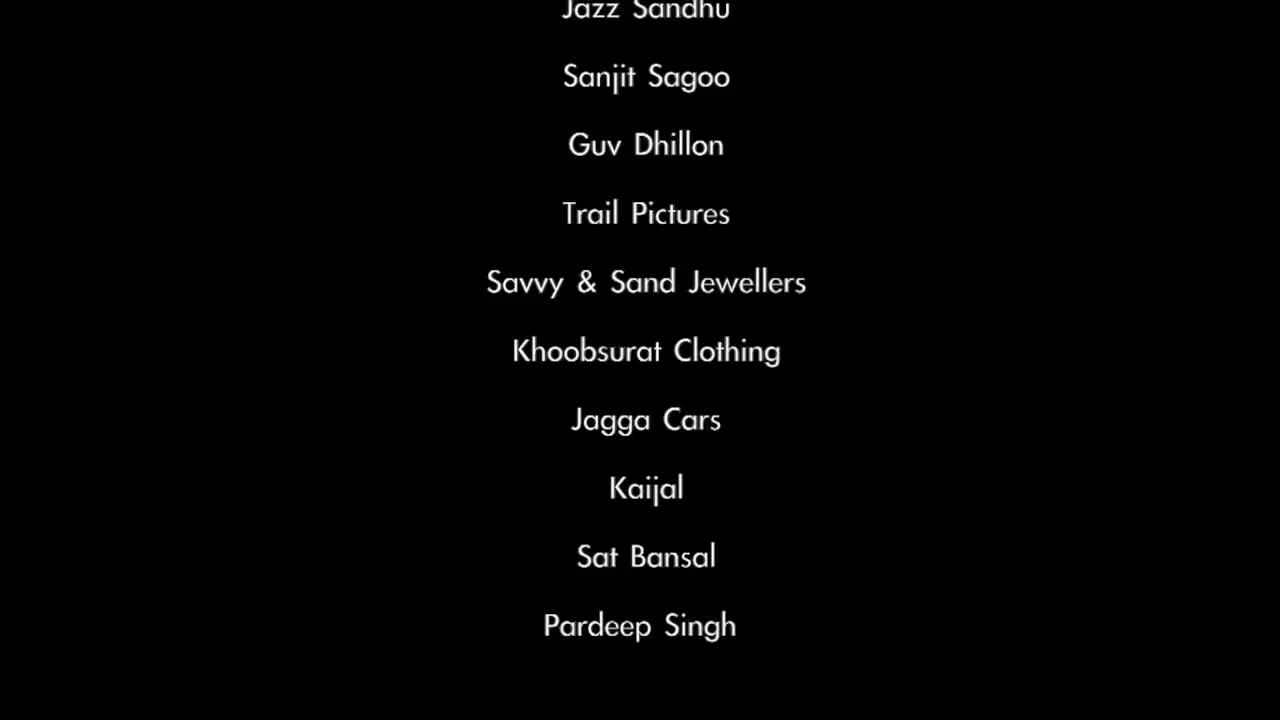 Jazz Sandhu
Sanjit Sagoo
Guv Dhillon
Trail Pictures
Savvy & Sand Jewellers
Khoobsurat Clothing
Jagga Cars
Kaijal
Sat Bansal
Pardeep Singh